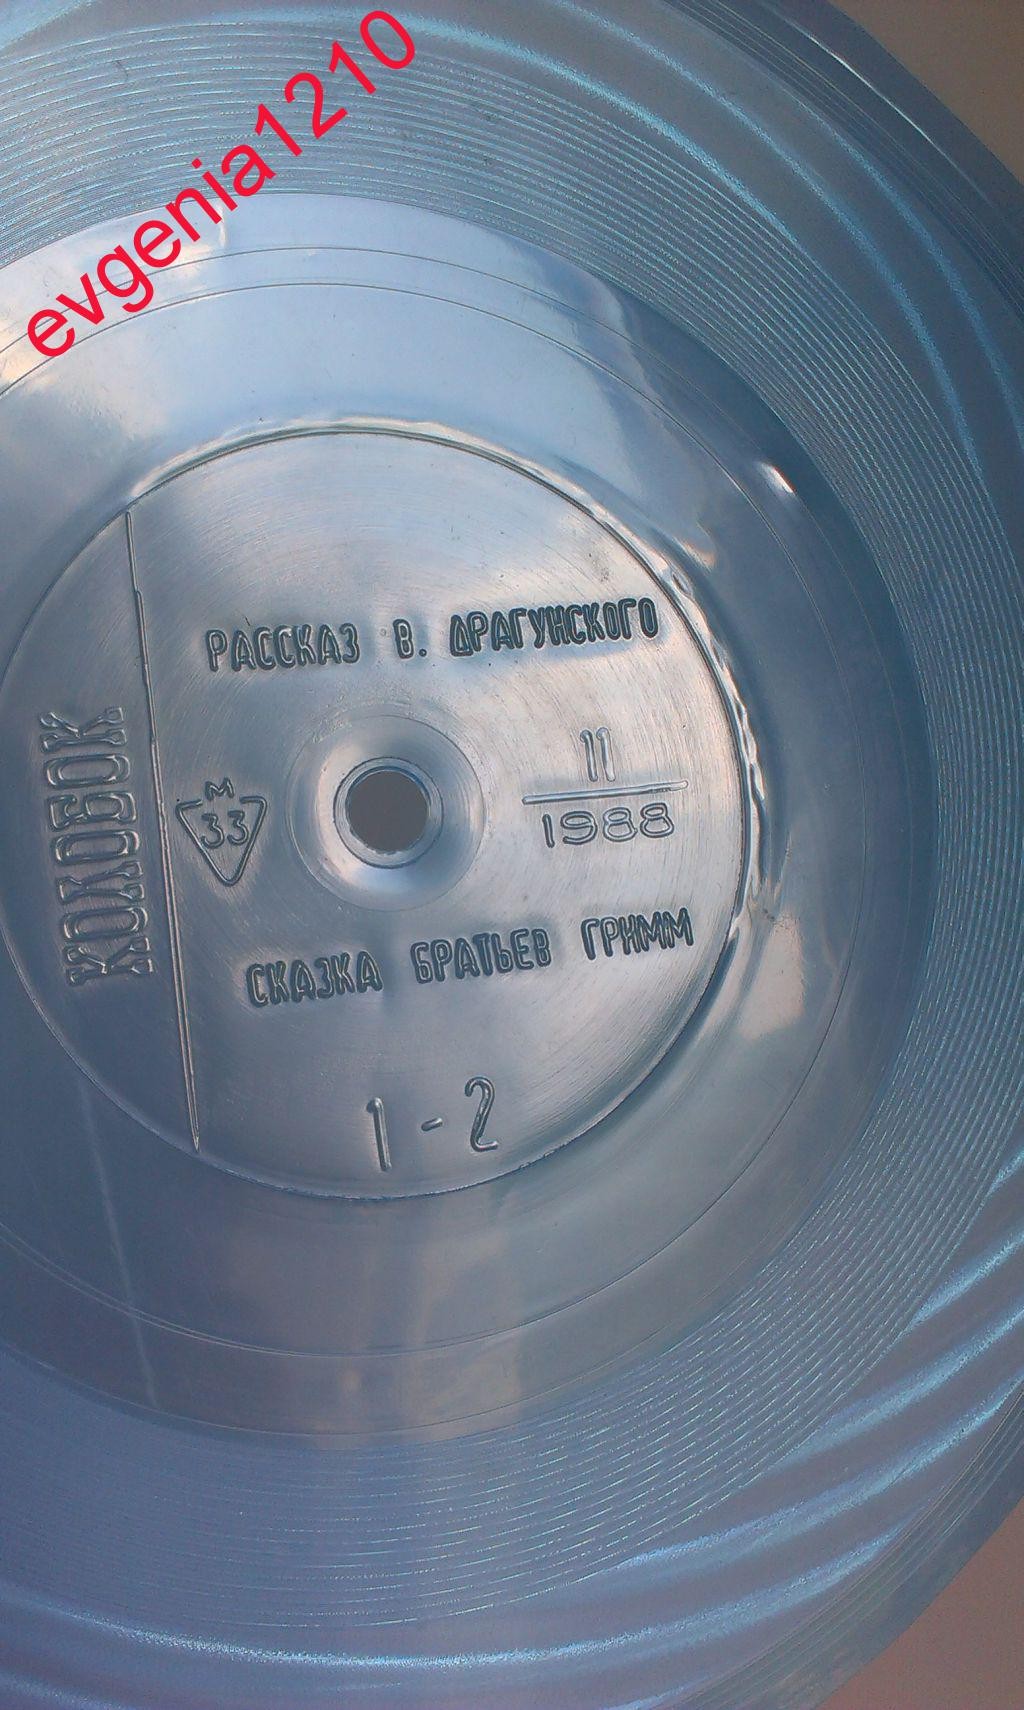 evgenia1210
РАССКАЗ В. ДРАГУНСКОГО
КОЛОБОК
М
33
11
1988
СКАЗКА БРАТЬЕВ ГРИММ
1-2